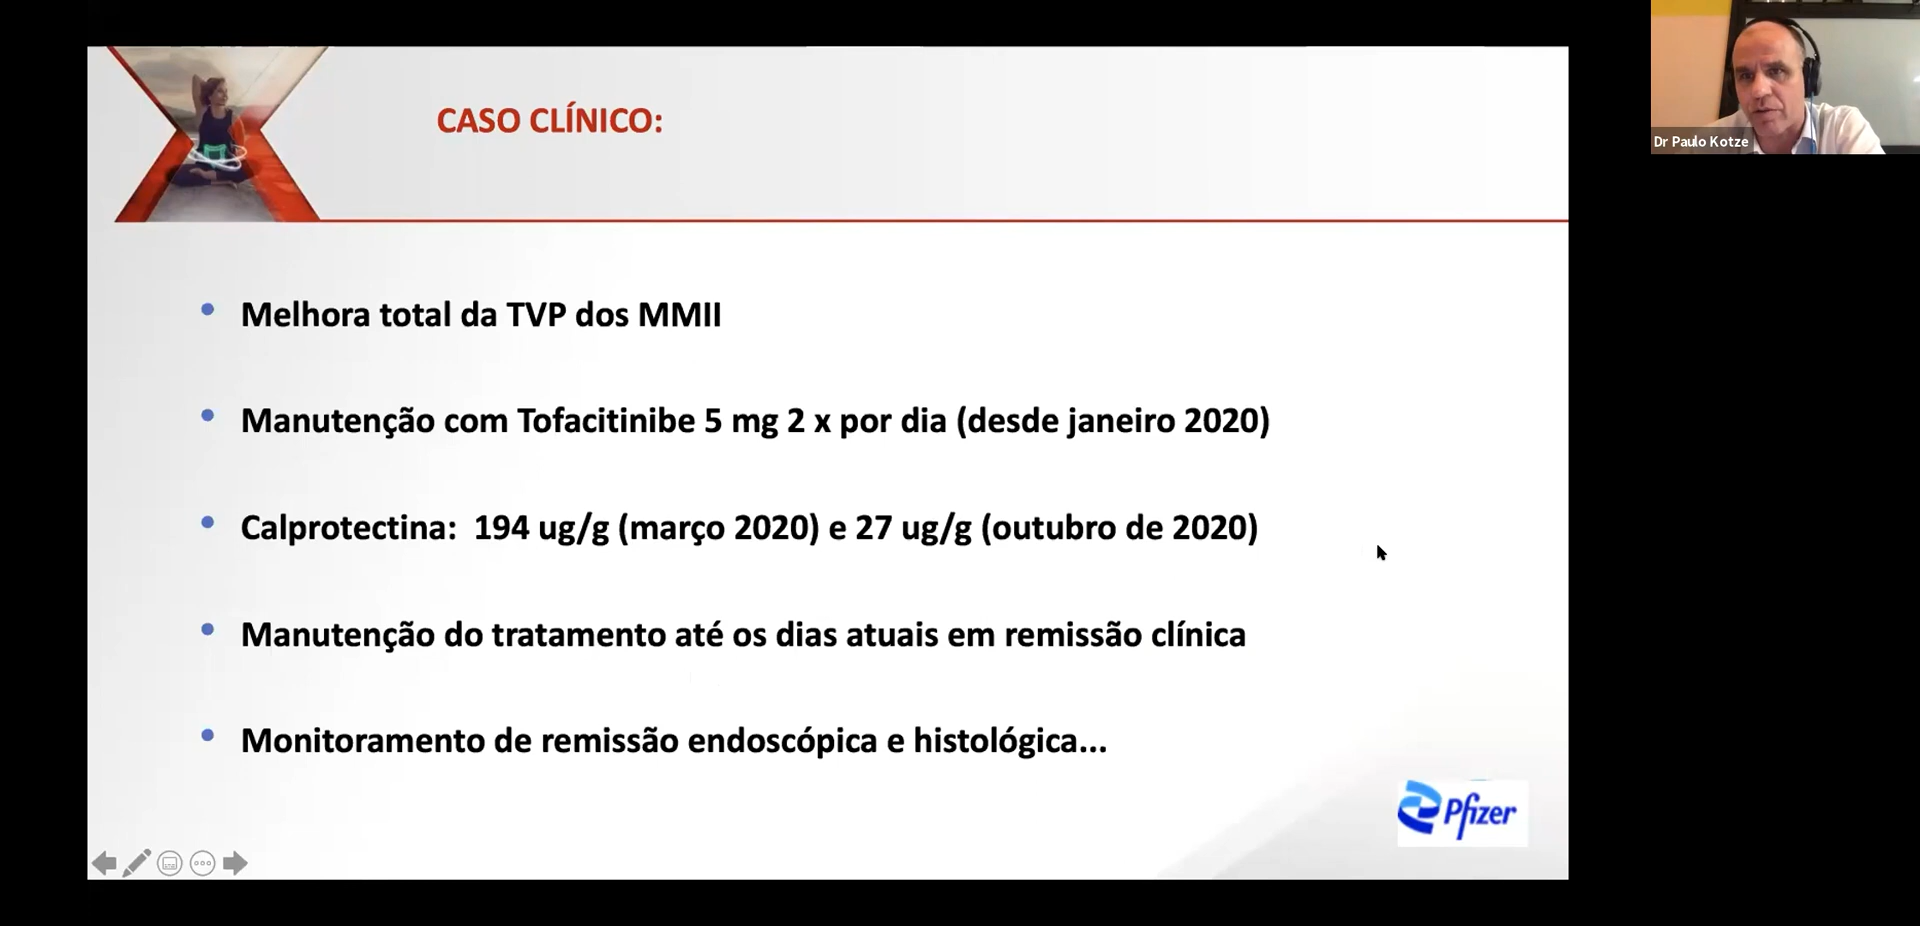 CASO CLÍNICO:
Dr Paulo Kotze
Melhora total da TVP dos MMII
Manutenção com Tofacitinibe 5 mg 2 x por dia (desde janeiro 2020)
Calprotectina: 194 ug/g (março 2020) e 27 ug/g (outubro de 2020)
Manutenção do tratamento até os dias atuais em remissão clínica
Monitoramento de remissão endoscópica e histológica...
Pfizer